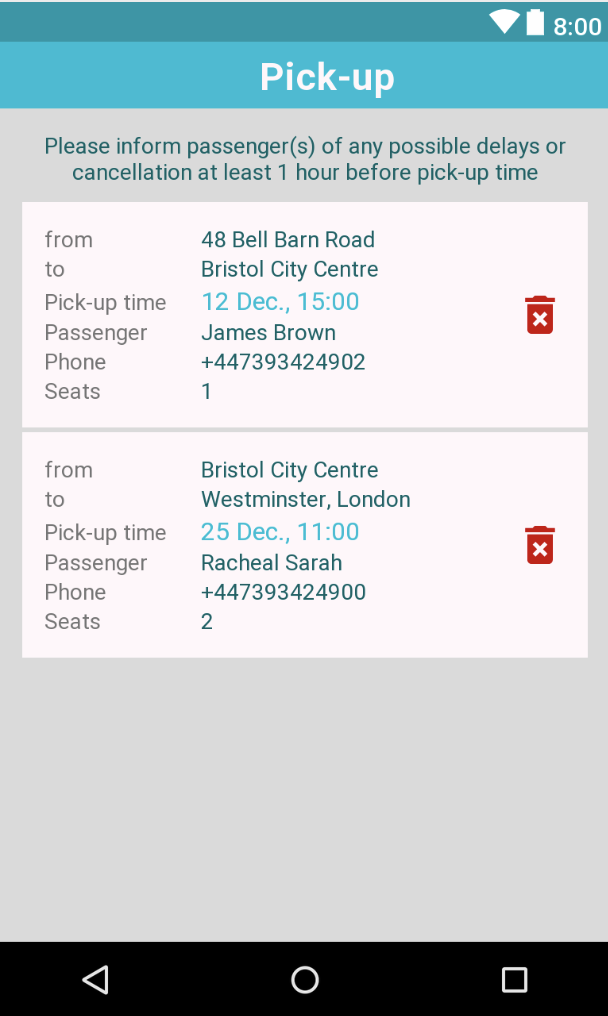 8:00
Pick-up
Please inform passenger(s) of any possible delays or
cancellation at least 1 hour before pick-up time
from 48 Bell Barn Road
to Bristol City Centre
Pick-up time 12 Dec., 15:00
Passenger James Brown
Phone +447393424902
Seats 1
from Bristol City Centre
to Westminster, London
Pick-up time 25 Dec., 11:00
Passenger Racheal Sarah
Phone +447393424900
Seats 2